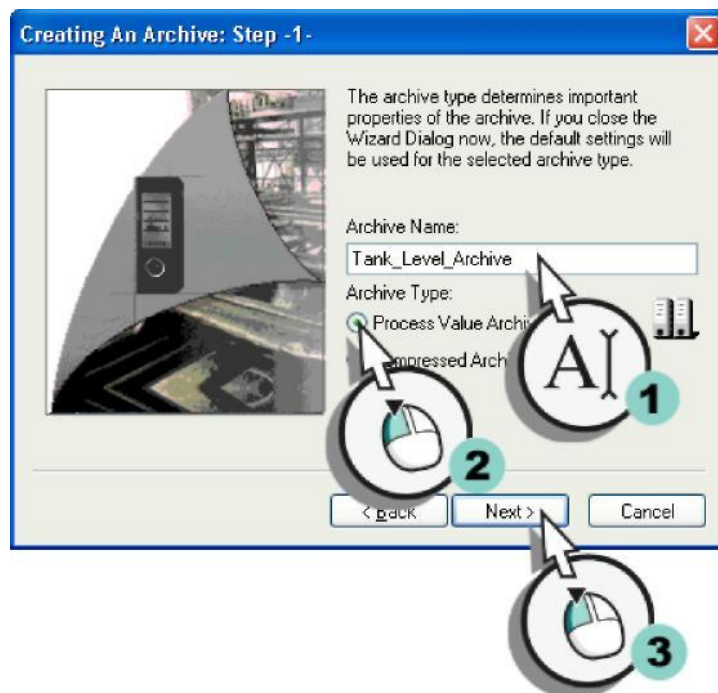 Creating An Archive: Step -1-
The archive type determines important
properties of the archive. If you close the
Wizard Dialog now, the default settings will
be used for the selected archive type.
Archive Name:
Tank_Level_Archive
Archive Type:
Process Value Archi
mpressed Arch
A
1
2
< Back
Next >
Cancel
3